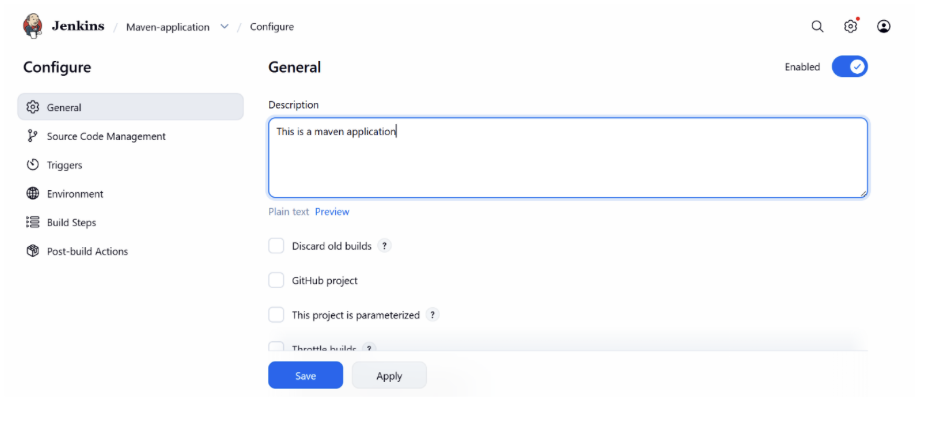 Jenkins / Maven-application / Configure
Configure
General
Source Code Management
Triggers
Environment
Build Steps
Post-build Actions
General
Enabled
Description
This is a maven application
Plain text Preview
Discard old builds ?
GitHub project
This project is parameterized ?
Throttle builds ?
Save Apply